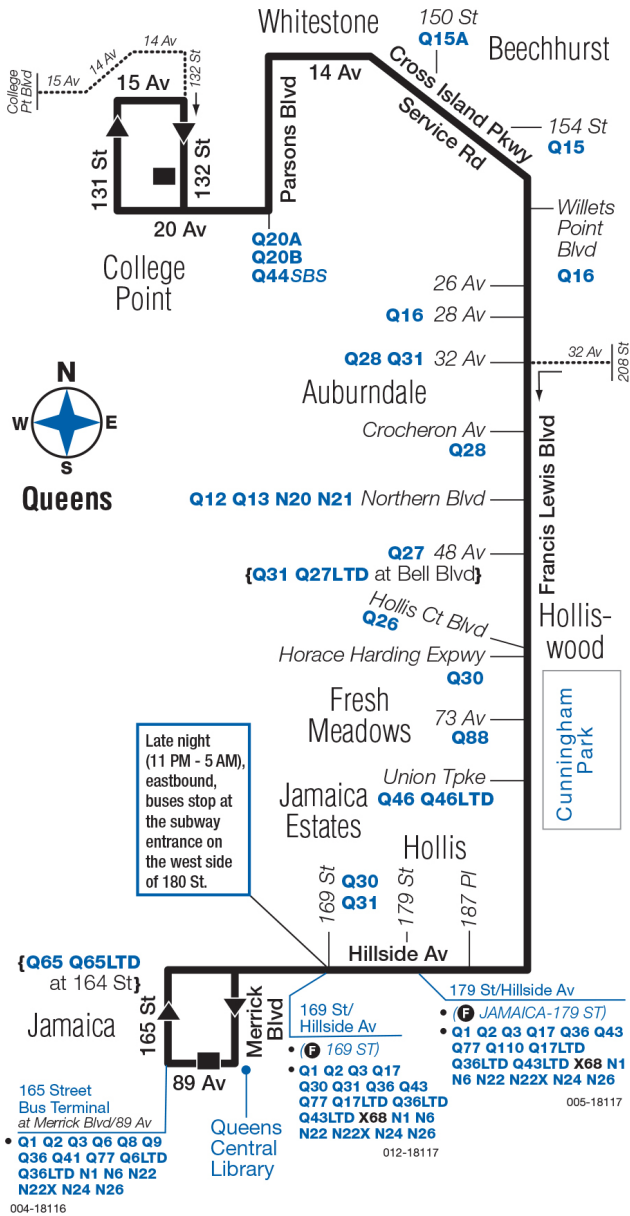 Whitestone
150 St
Q15A
Beechhurst
14 Av
14 Av
15 Av
College
Pt Blvd
132 St
15 Av
14 Av
Cross Island Pkwy
Service Rd
154 St
Q15
131 St
132 St
Parsons Blvd
20 Av
Q20A
Q20B
Q44SBS
College
Point
Willets
Point
Blvd
Q16
26 Av
Q16 28 Av
Q28 Q31 32 Av
32 Av
208 St
Auburndale
N
W
E
S
Queens
Crocheron Av
Q28
Francis Lewis Blvd
Q12 Q13 N20 N21 Northern Blvd
Q27 48 Av
{Q31 Q27LTD at Bell Blvd}
Hollis Ct Blvd
Q26
Hollis-
wood
Horace Harding Expwy
Q30
Fresh
Meadows
73 Av
Q88
Cunningham
Park
Late night
(11 PM - 5 AM),
eastbound,
buses stop at
the subway
entrance on
the west side
of 180 St.
Union Tpke
Q46 Q46LTD
Jamaica
Estates
Hollis
169 St
Q30
Q31
179 St
187 Pl
Hillside Av
{Q65 Q65LTD
at 164 St}
Jamaica
165 St
Merrick
Blvd
89 Av
169 St/
Hillside Av
(F 169 ST)
• Q1 Q2 Q3 Q17
Q30 Q31 Q36 Q43
Q77 Q17LTD Q36LTD
Q43LTD X68 N1 N6
N22 N22X N24 N26
012-18117
179 St/Hillside Av
• (F JAMAICA-179 ST)
• Q1 Q2 Q3 Q17 Q36 Q43
Q77 Q110 Q17LTD
Q36LTD Q43LTD X68 N1
N6 N22 N22X N24 N26
005-18117
165 Street
Bus Terminal
at Merrick Blvd/89 Av
• Q1 Q2 Q3 Q6 Q8 Q9
Q36 Q41 Q77 Q6LTD
Q36LTD N1 N6 N22
N22X N24 N26
004-18116
Queens
Central
Library